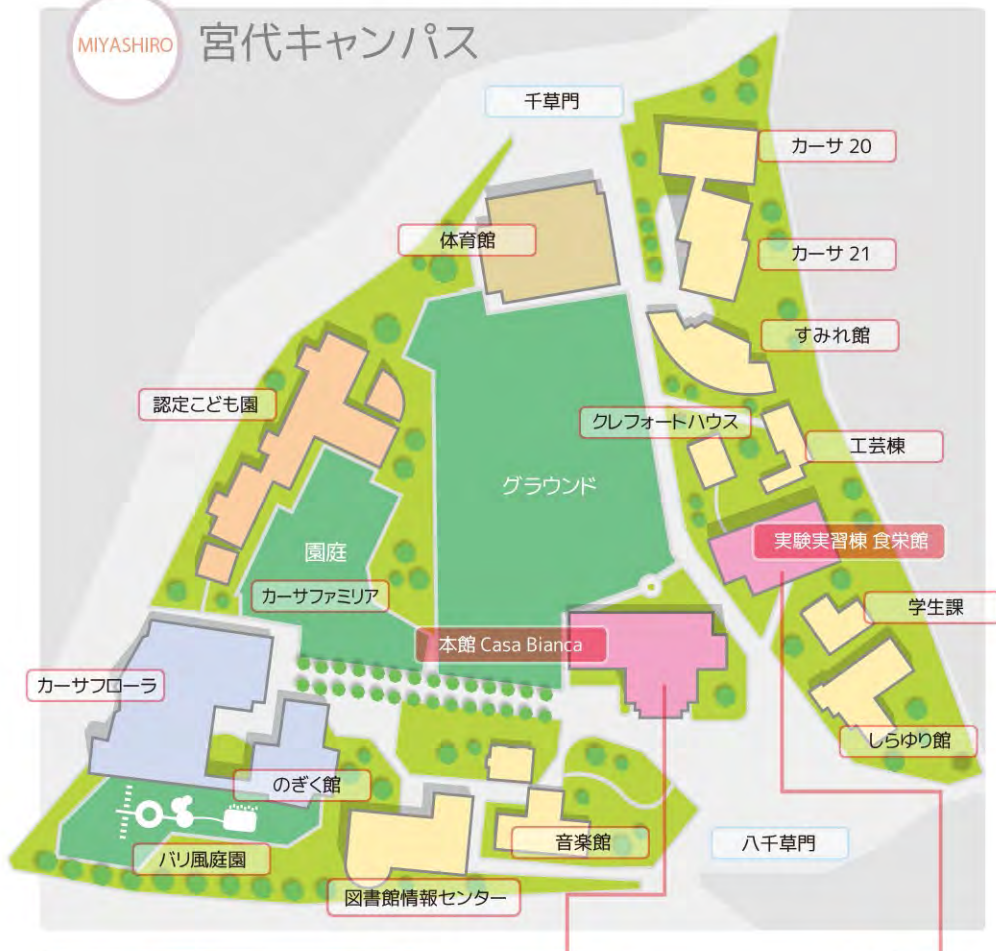 MIYASHIRO
宮代キャンパス
千草門
カーサ 20
体育館
カーサ 21
すみれ館
認定こども園
クレフォートハウス
工芸棟
グラウンド
実験実習棟 食栄館
園庭
カーサファミリア
学生課
本館 Casa Bianca
カーサフローラ
しらゆり館
のぎく館
音楽館
八千草門
バリ風庭園
図書館情報センター